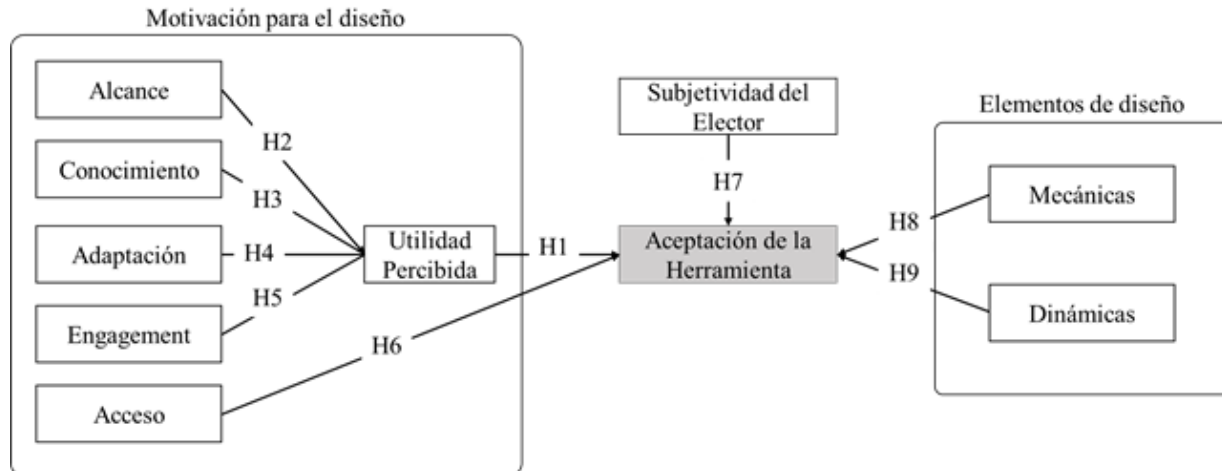 Motivación para el diseño
Alcance
Conocimiento
Adaptación
Engagement
Acceso
H2
H3
H4
H5
H6
Utilidad
Percibida
H1
Subjetividad del
Elector
H7
Aceptación de la
Herramienta
Elementos de diseño
Mecánicas
Dinámicas
H8
H9